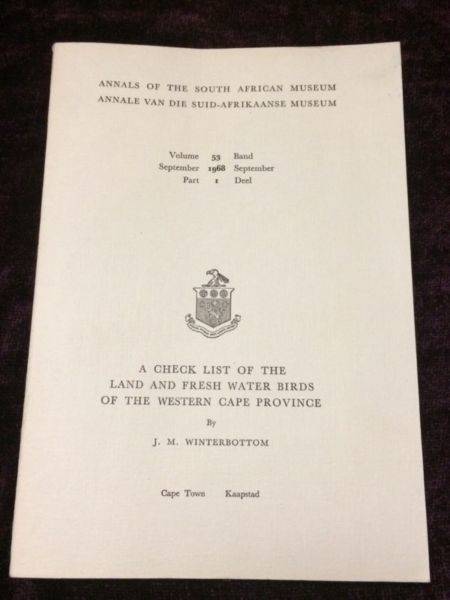 ANNALS OF THE SOUTH AFRICAN MUSEUM
ANNALE VAN DIE SUID-AFRIKAANSE MUSEUM
Volume 53 Band
September 1968 September
Part 1 Deel
A CHECK LIST OF THE
LAND AND FRESH WATER BIRDS
OF THE WESTERN CAPE PROVINCE
By
J. M. WINTERBOTTOM
Cape Town Kaapstad